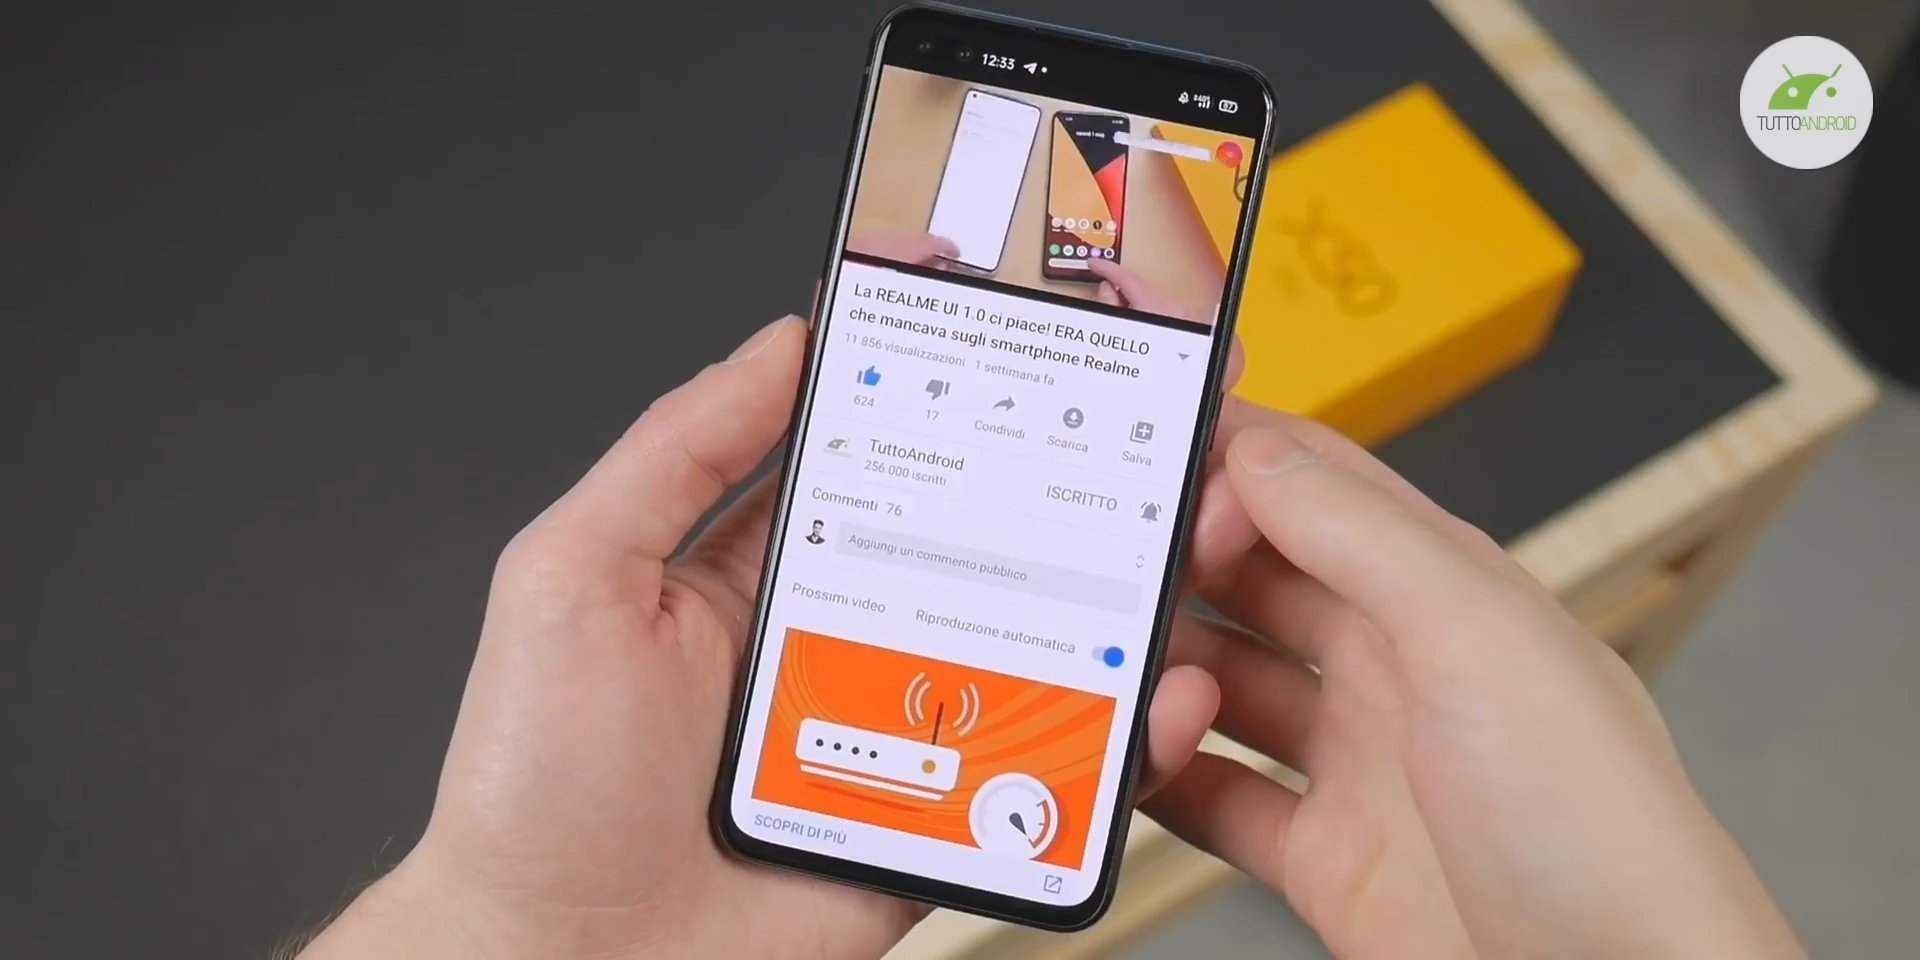 12:33
87
TUTTOANDROID
X50
La REALME UI 1.0 ci piace! ERA QUELLO
che mancava sugli smartphone Realme
11 856 visualizzazioni 1 settimana fa
624
17
Condividi
Scarica
Salva
TuttoAndroid
256 000 iscritti
ISCRITTO
Commenti 76
Aggiungi un commento pubblico
Prossimi video
Riproduzione automatica
SCOPRI DI PIÙ